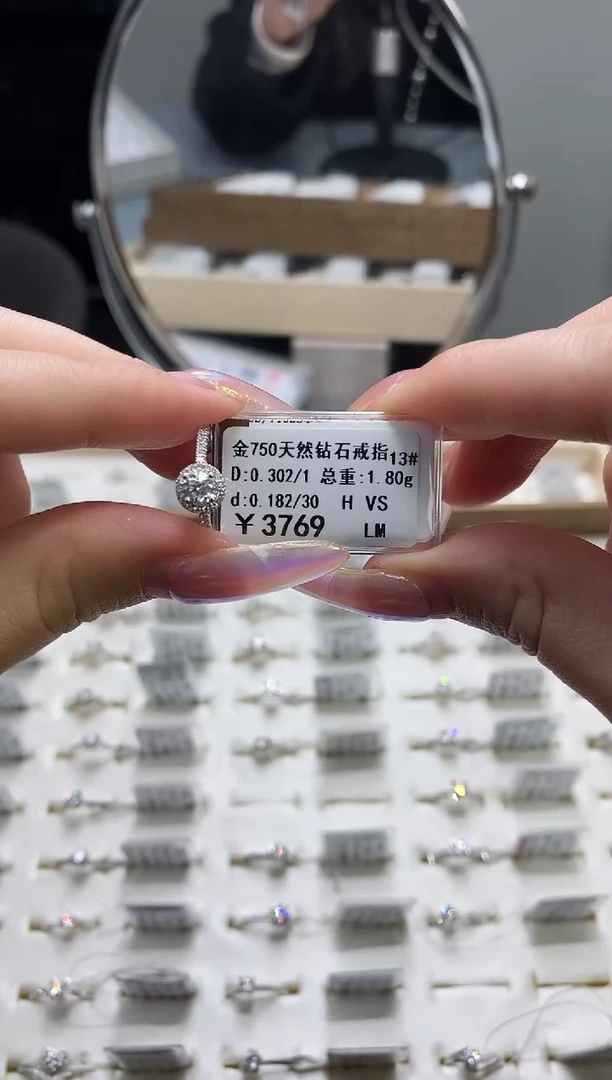 金750天然钻石戒指13#
D:0.302/1 总重:1.80g
d:0.182/30 H VS
￥3769 LM